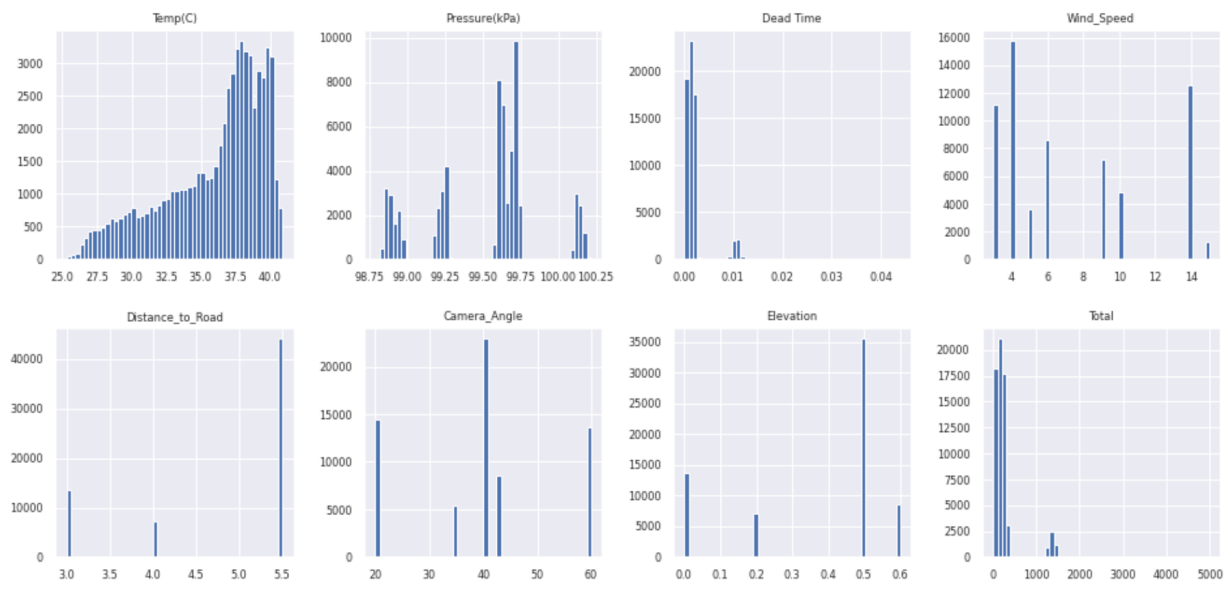 Temp(C) Pressure(kPa) Dead Time Wind_Speed
3000 2500 2000 1500 1000 500 0
25.0 27.5 30.0 32.5 35.0 37.5 40.0
10000 8000 6000 4000 2000 0
98.75 99.00 99.25 99.50 99.75 100.00 100.25
20000 15000 10000 5000 0
0.00 0.01 0.02 0.03 0.04
16000 14000 12000 10000 8000 6000 4000 2000 0
4 6 8 10 12 14
Distance_to_Road Camera_Angle Elevation Total
40000 30000 20000 10000 0
3.0 3.5 4.0 4.5 5.0 5.5
20000 15000 10000 5000 0
20 30 40 50 60
35000 30000 25000 20000 15000 10000 5000 0
0.0 0.1 0.2 0.3 0.4 0.5 0.6
20000 17500 15000 12500 10000 7500 5000 2500 0
0 1000 2000 3000 4000 5000